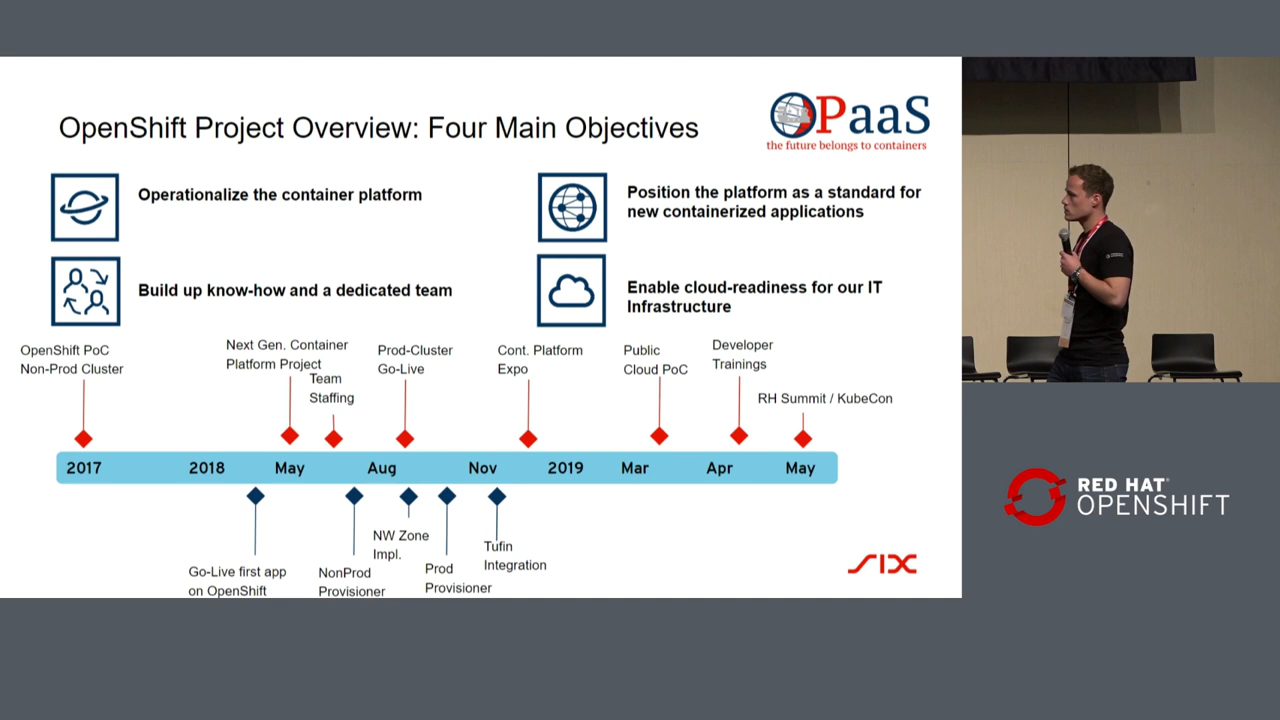 OpenShift Project Overview: Four Main Objectives
OPaaS
the future belongs to containers
Operationalize the container platform
Position the platform as a standard for
new containerized applications
Build up know-how and a dedicated team
Enable cloud-readiness for our IT
Infrastructure
OpenShift PoC
Non-Prod Cluster
Next Gen. Container
Platform Project
Team
Staffing
Prod-Cluster
Go-Live
Cont. Platform
Expo
Public
Cloud PoC
Developer
Trainings
RH Summit / KubeCon
2017 2018 May Aug Nov 2019 Mar Apr May
Go-Live first app
on OpenShift
NonProd
Provisioner
NW Zone
Impl.
Prod
Provisioner
Tufin
Integration
SIX
RED HAT®
OPENSHIFT